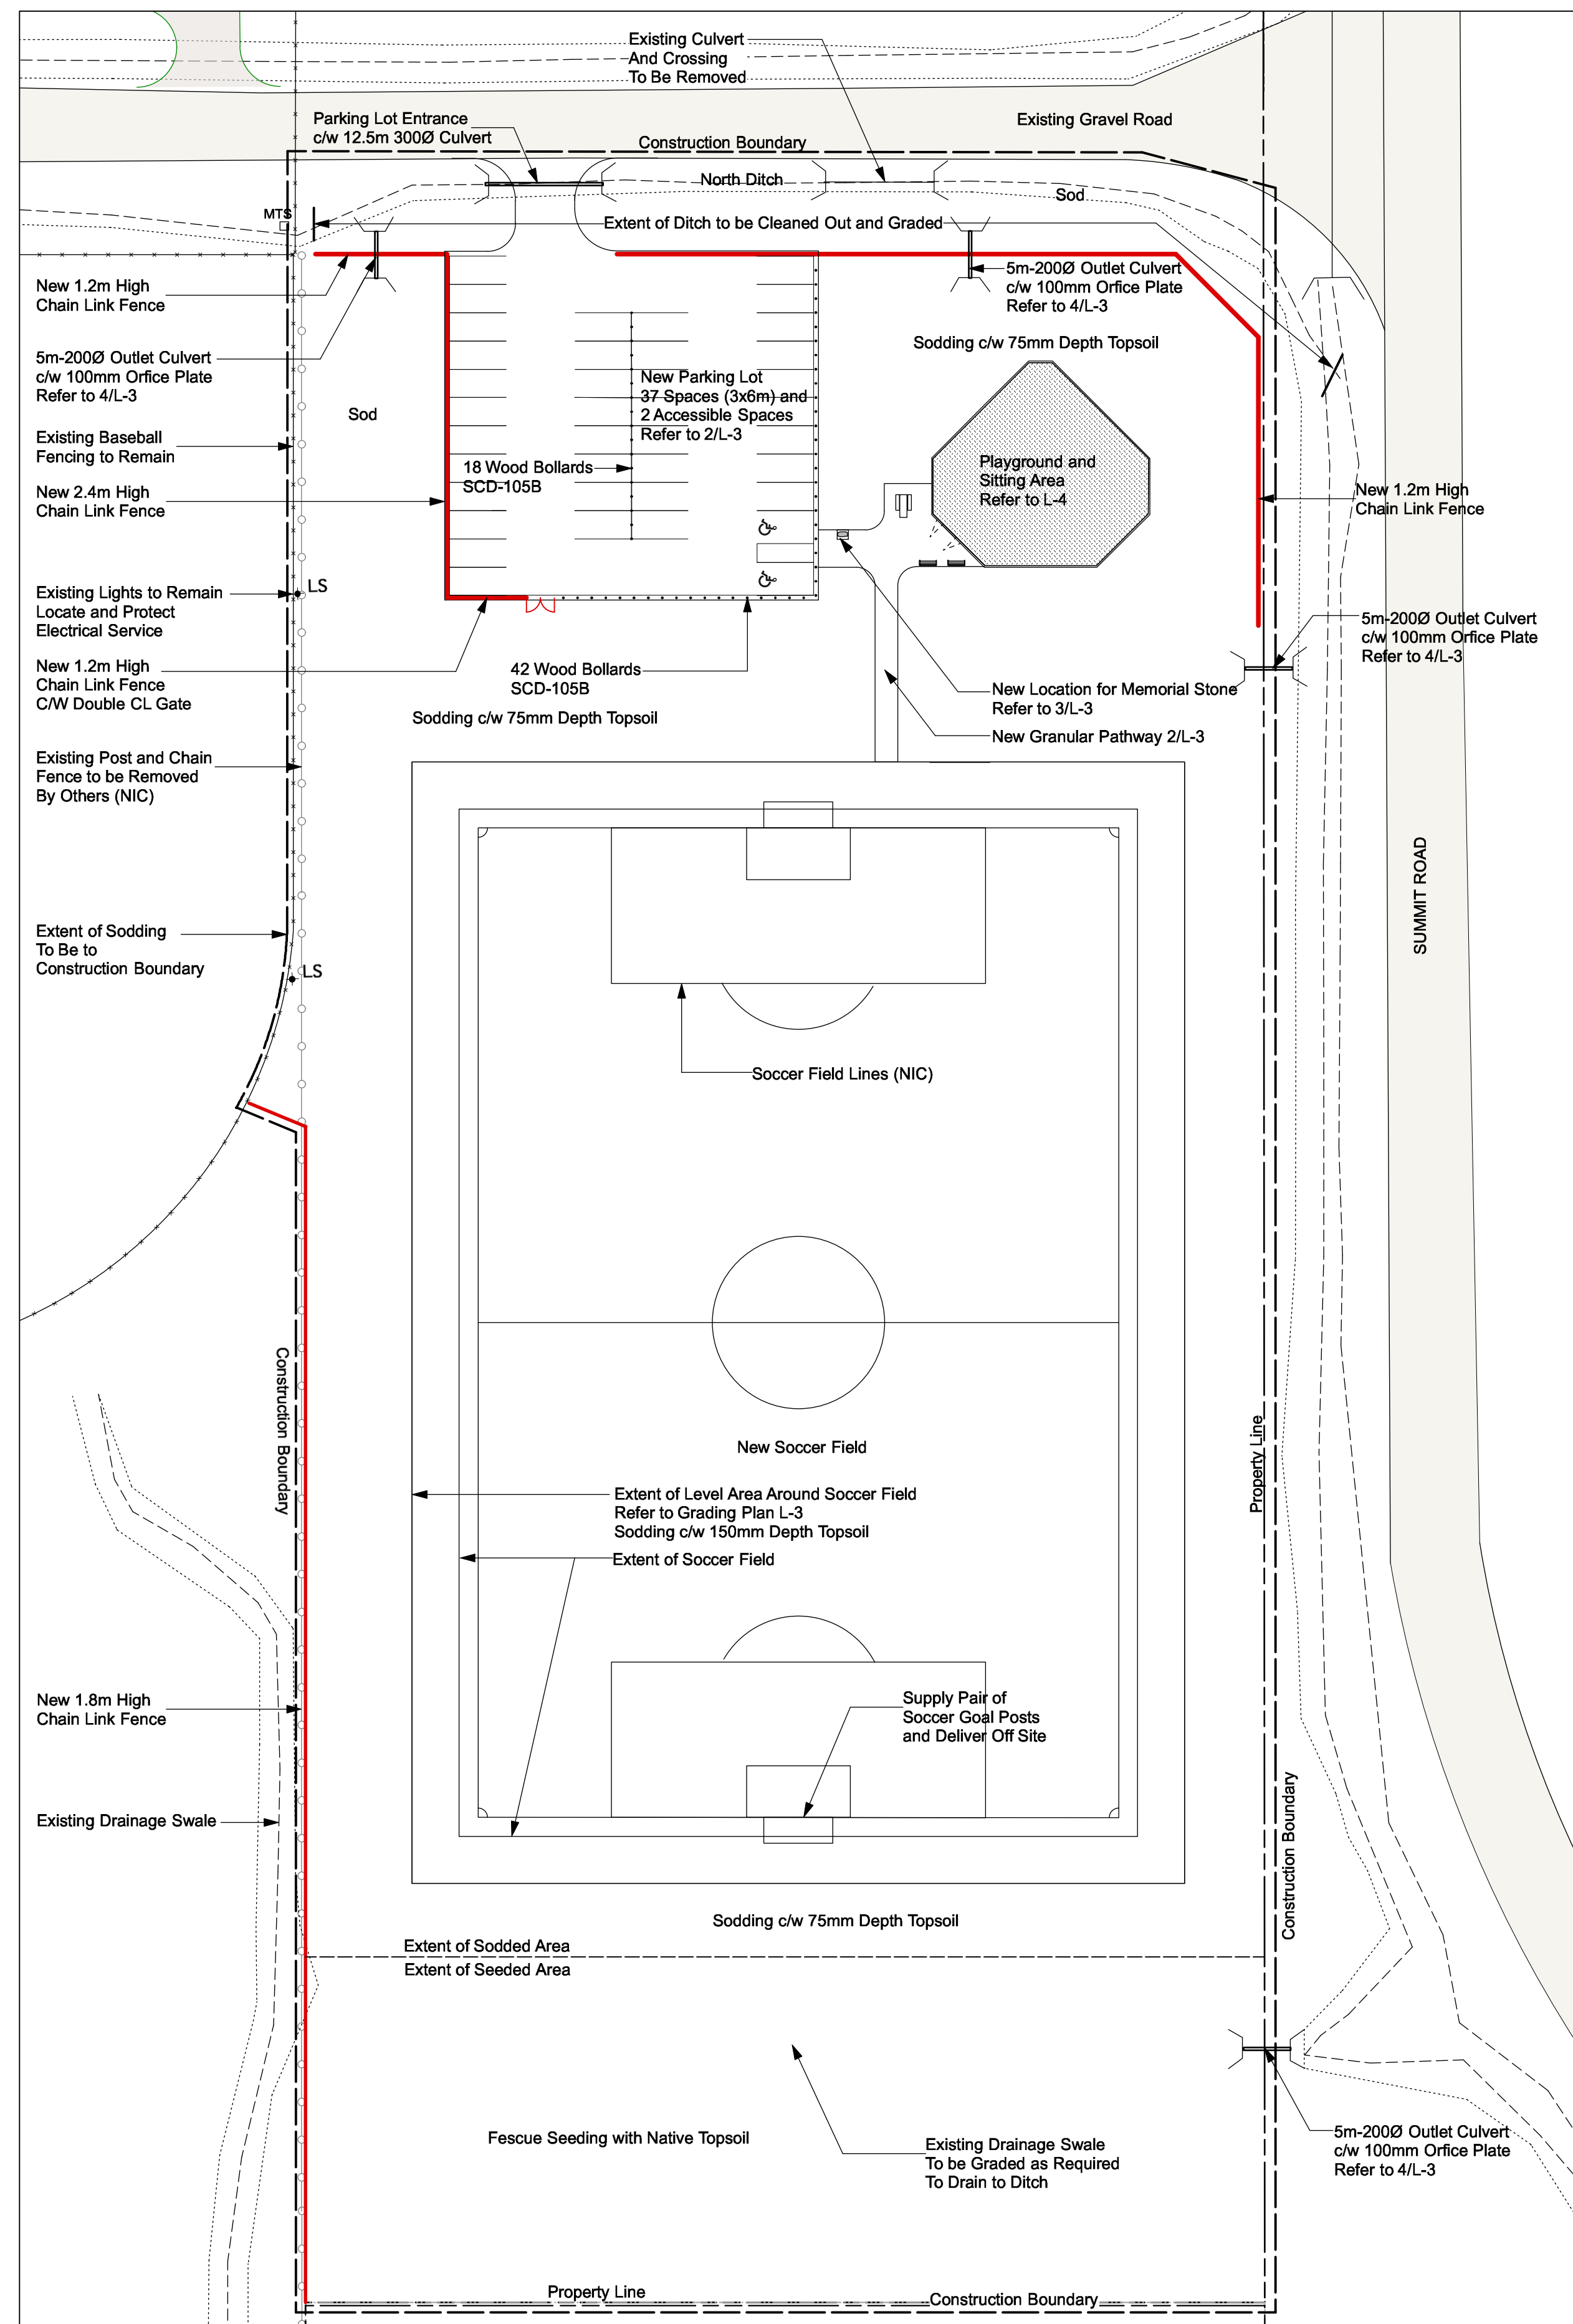 Existing Culvert
And Crossing
To Be Removed
Parking Lot Entrance
c/w 12.5m 300Ø Culvert
Construction Boundary
Existing Gravel Road
North Ditch
Sod
MTS
Extent of Ditch to be Cleaned Out and Graded
New 1.2m High
Chain Link Fence
5m-200Ø Outlet Culvert
c/w 100mm Orfice Plate
Refer to 4/L-3
5m-200Ø Outlet Culvert
c/w 100mm Orfice Plate
Refer to 4/L-3
Sodding c/w 75mm Depth Topsoil
New Parking Lot
37 Spaces (3x6m) and
2 Accessible Spaces
Refer to 2/L-3
Sod
Existing Baseball
Fencing to Remain
18 Wood Bollards
SCD-105B
Playground and
Sitting Area
Refer to L-4
New 2.4m High
Chain Link Fence
New 1.2m High
Chain Link Fence
LS
Existing Lights to Remain
Locate and Protect
Electrical Service
5m-200Ø Outlet Culvert
c/w 100mm Orfice Plate
Refer to 4/L-3
New 1.2m High
Chain Link Fence
C/W Double CL Gate
42 Wood Bollards
SCD-105B
New Location for Memorial Stone
Refer to 3/L-3
Sodding c/w 75mm Depth Topsoil
New Granular Pathway 2/L-3
Existing Post and Chain
Fence to be Removed
By Others (NIC)
SUMMIT ROAD
Extent of Sodding
To Be to
Construction Boundary
LS
Soccer Field Lines (NIC)
Construction Boundary
Property Line
New Soccer Field
Extent of Level Area Around Soccer Field
Refer to Grading Plan L-3
Sodding c/w 150mm Depth Topsoil
Extent of Soccer Field
New 1.8m High
Chain Link Fence
Supply Pair of
Soccer Goal Posts
and Deliver Off Site
Existing Drainage Swale
Construction Boundary
Sodding c/w 75mm Depth Topsoil
Extent of Sodded Area
Extent of Seeded Area
Fescue Seeding with Native Topsoil
Existing Drainage Swale
To be Graded as Required
To Drain to Ditch
5m-200Ø Outlet Culvert
c/w 100mm Orfice Plate
Refer to 4/L-3
Property Line
Construction Boundary